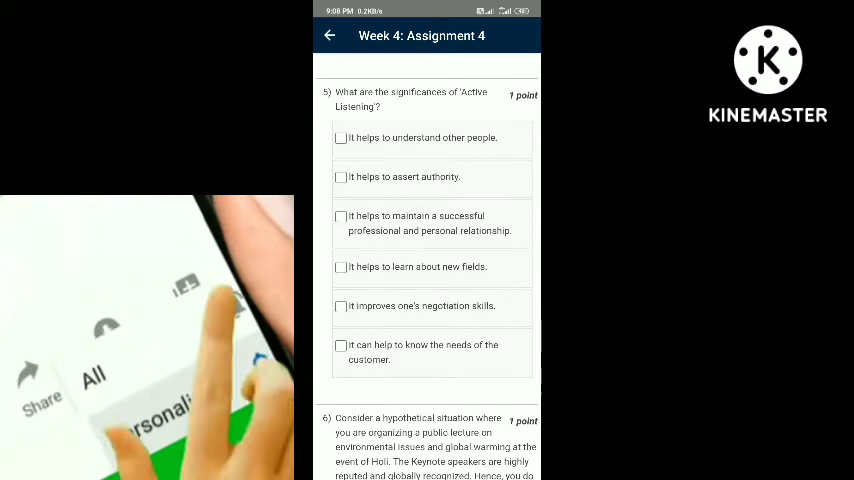 9:08 PM 0.2KB/s
Week 4: Assignment 4
5) What are the significances of 'Active 1 point
Listening'?
It helps to understand other people.
It helps to assert authority.
It helps to maintain a successful
professional and personal relationship.
It helps to learn about new fields.
It improves one's negotiation skills.
It can help to know the needs of the
customer.
6) Consider a hypothetical situation where 1 point
you are organizing a public lecture on
environmental issues and global warming at the
event of Holi. The Keynote speakers are highly
reputed and globally recognized. Hence, you do
KINEMASTER
Share
All